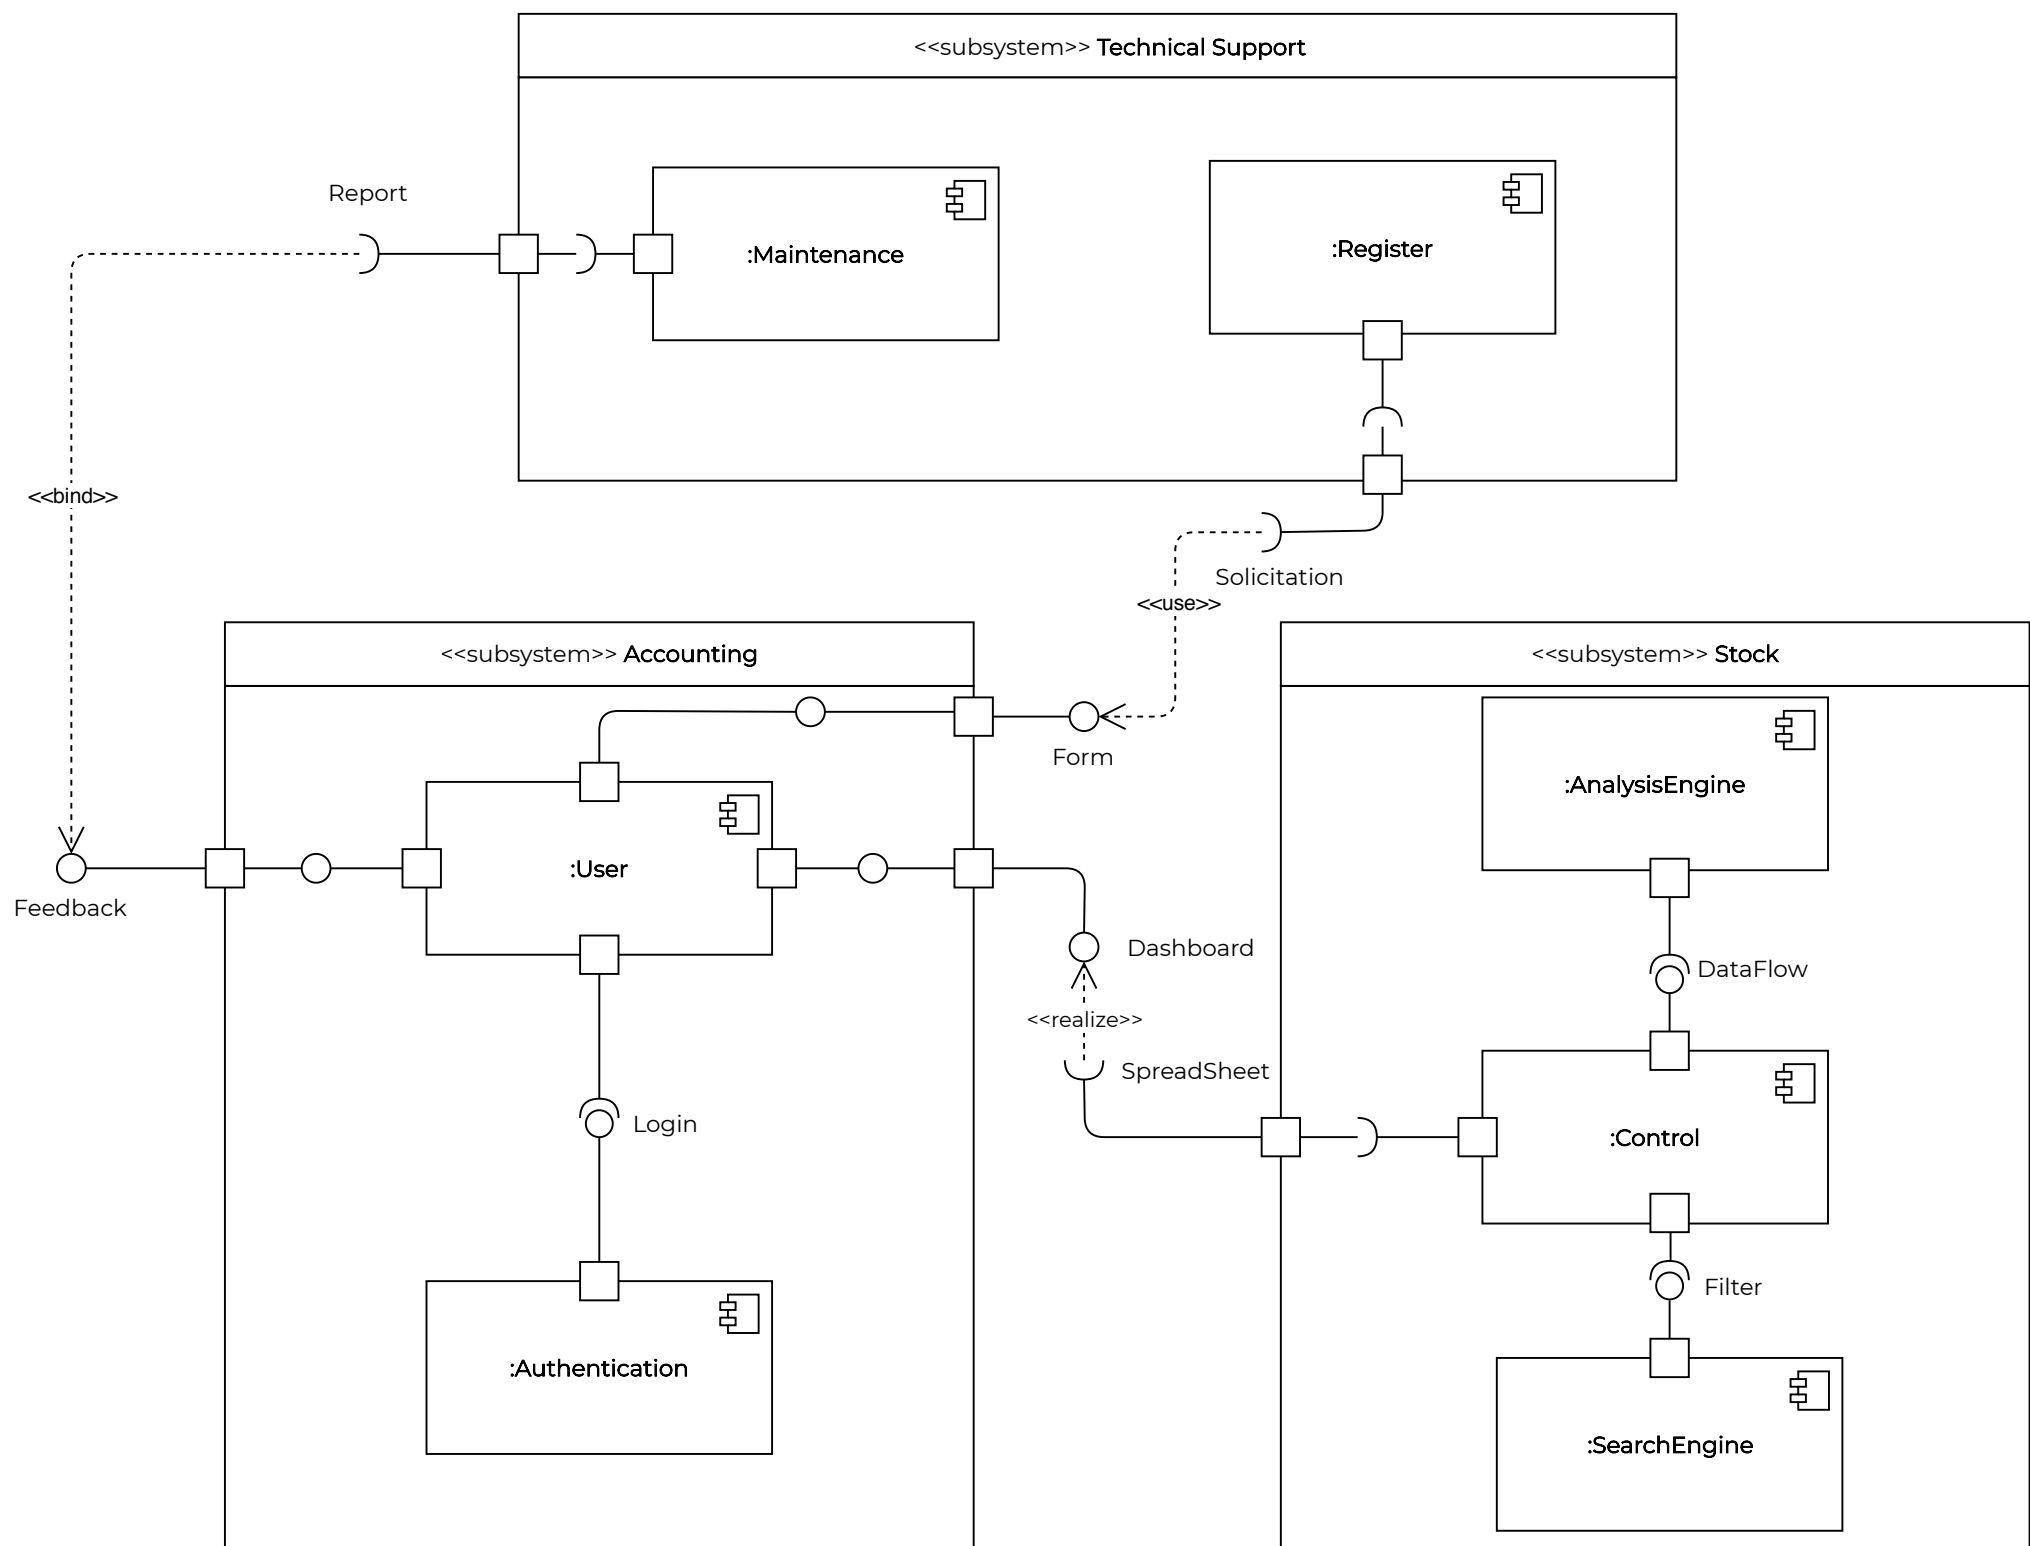 <<subsystem>> Technical Support
Report
:Maintenance
:Register
<<bind>>
Solicitation
<<use>>
<<subsystem>> Accounting
<<subsystem>> Stock
Form
:AnalysisEngine
:User
Feedback
Dashboard
DataFlow
<<realize>>
SpreadSheet
Login
:Control
Filter
:Authentication
:SearchEngine